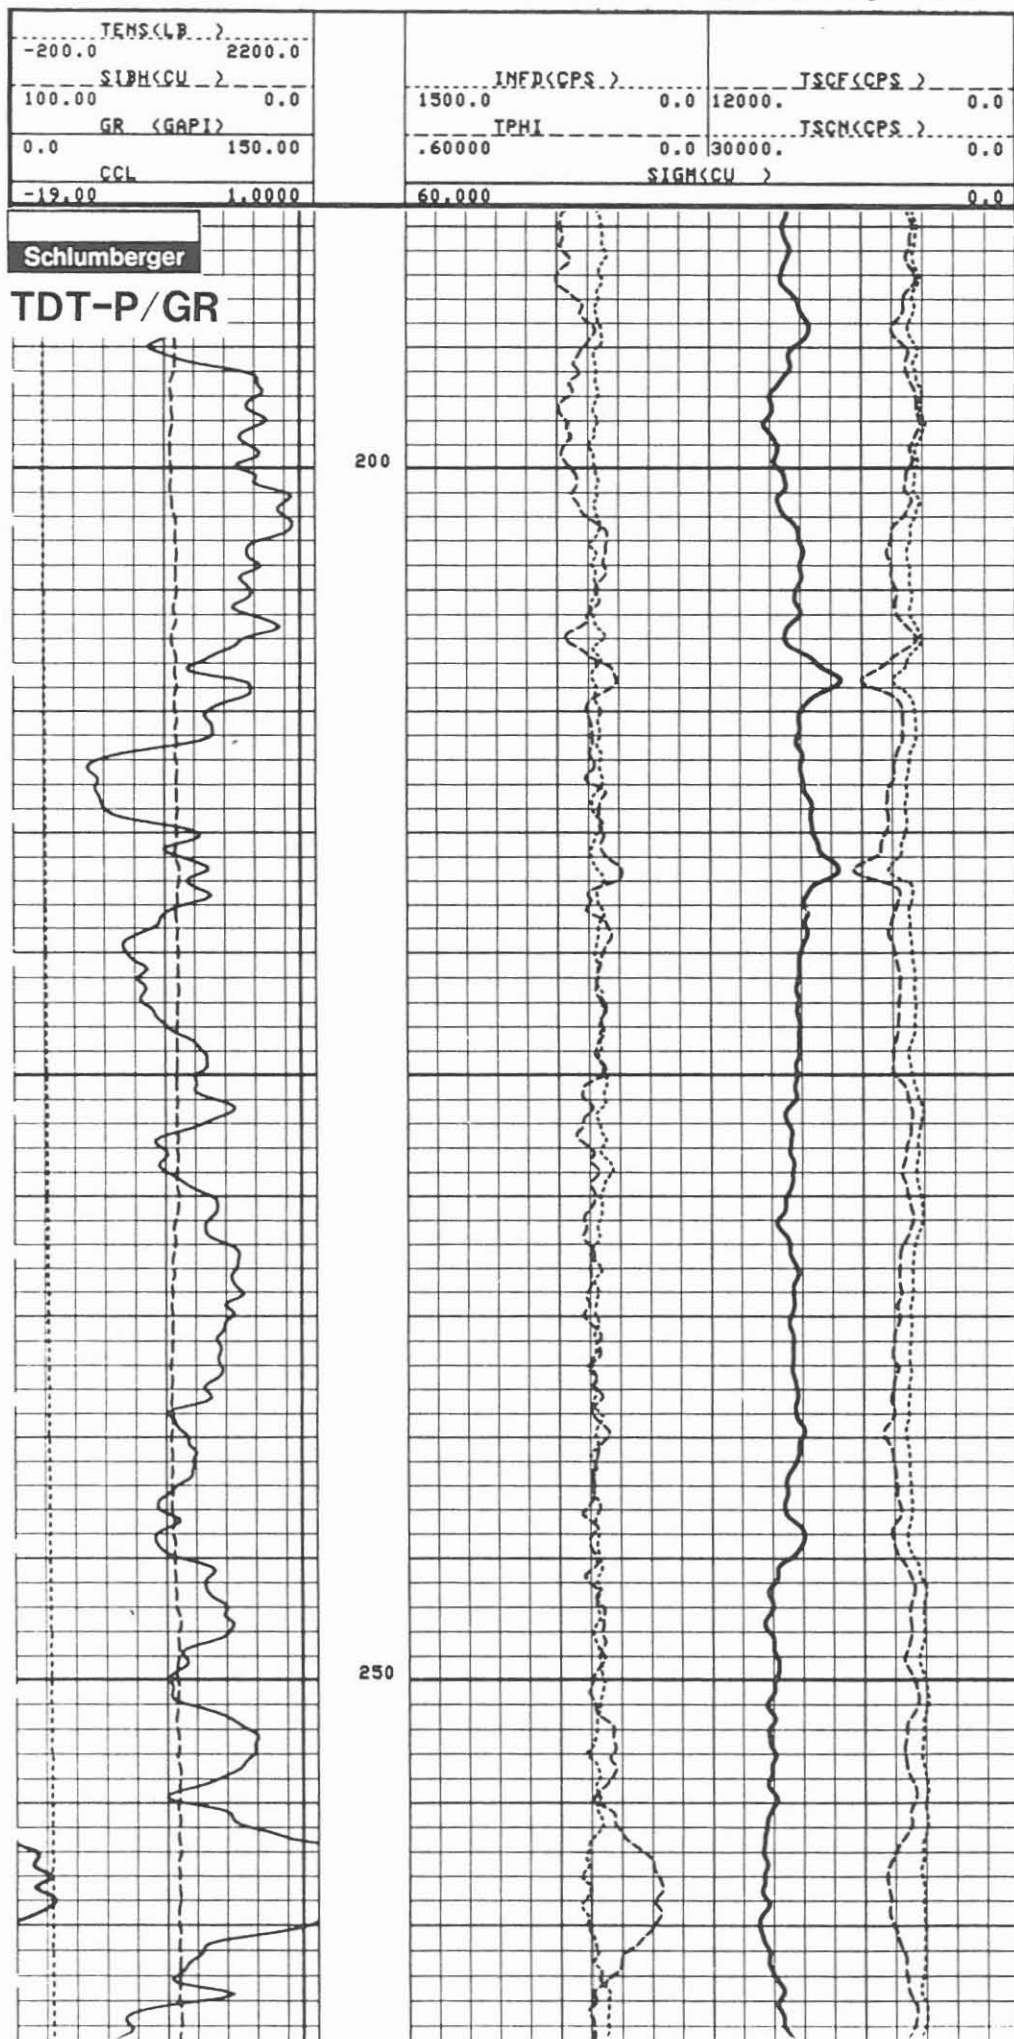 TENS(LB )
-200.0 2200.0
SIBH(CU ) INFD(CPS ) TSCF(CPS )
100.00 0.0 1500.0 0.0 12000. 0.0
GR (GAPI) TPHI TSCN(CPS )
0.0 150.00 .60000 0.0 30000. 0.0
CCL SIGM(CU )
-19.00 1.0000 60.000 0.0
Schlumberger
TDT-P/GR
200
250